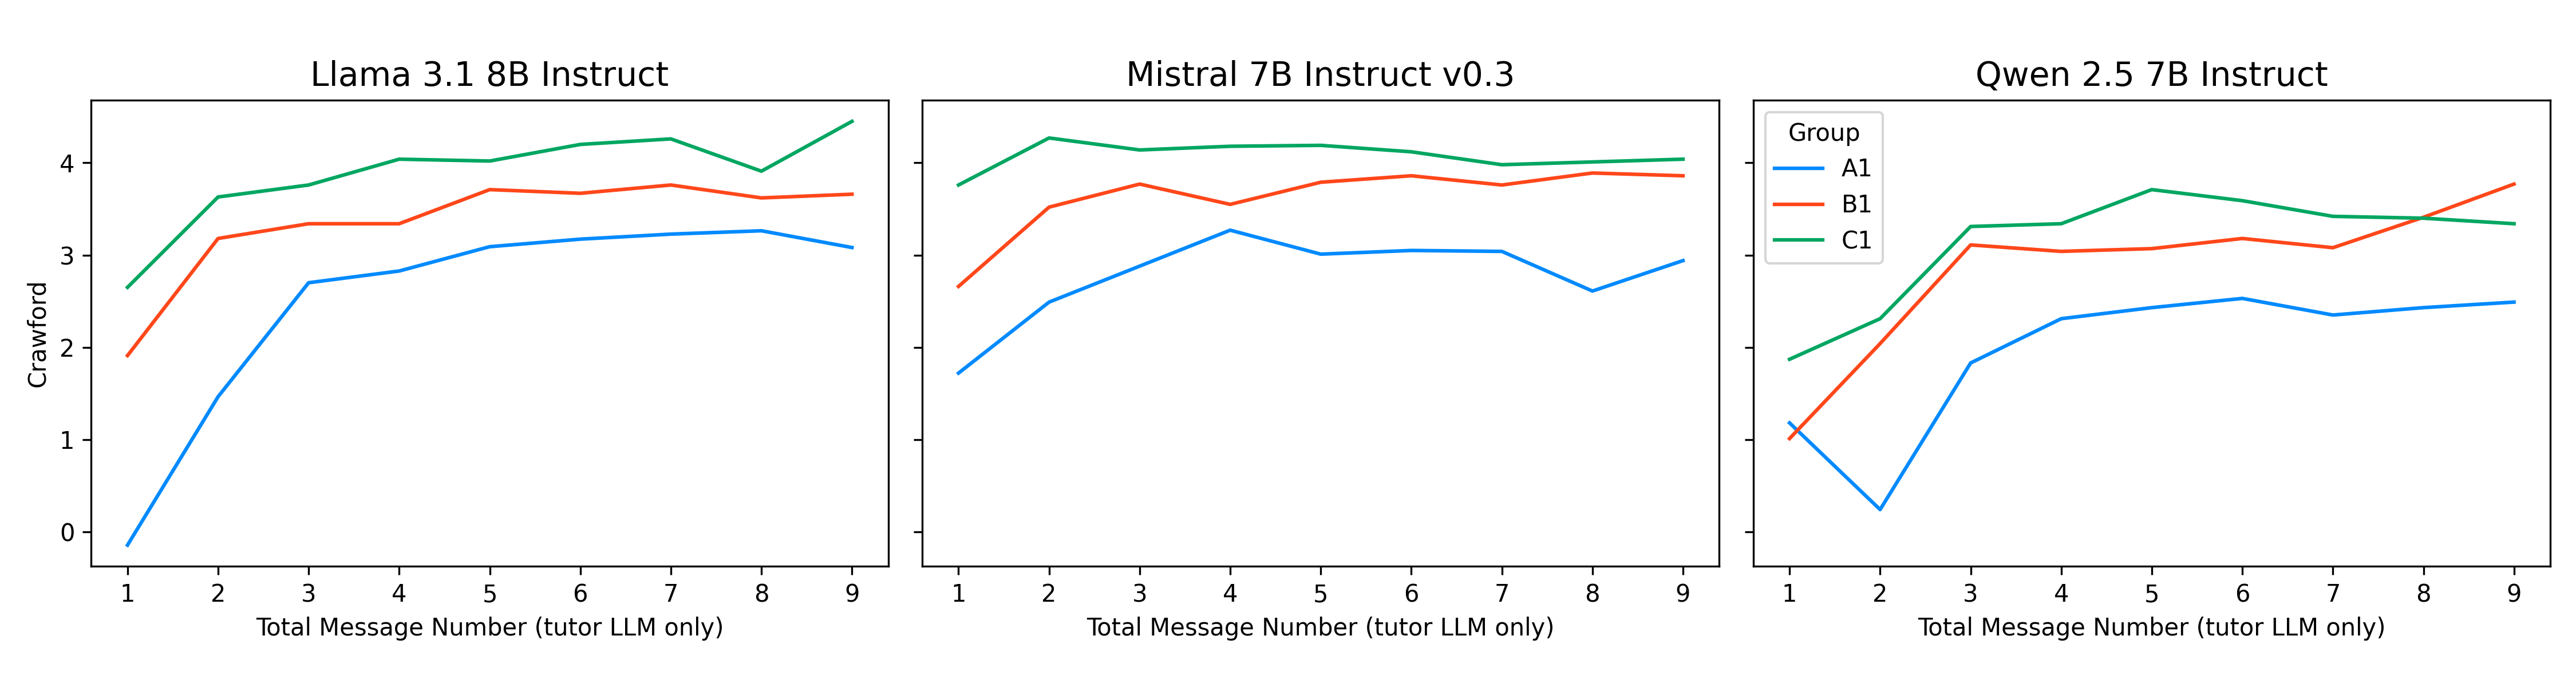 Llama 3.1 8B Instruct
Mistral 7B Instruct v0.3
Qwen 2.5 7B Instruct
Crawford
4
3
2
1
0
Group
A1
B1
C1
1 2 3 4 5 6 7 8 9
1 2 3 4 5 6 7 8 9
1 2 3 4 5 6 7 8 9
Total Message Number (tutor LLM only)
Total Message Number (tutor LLM only)
Total Message Number (tutor LLM only)